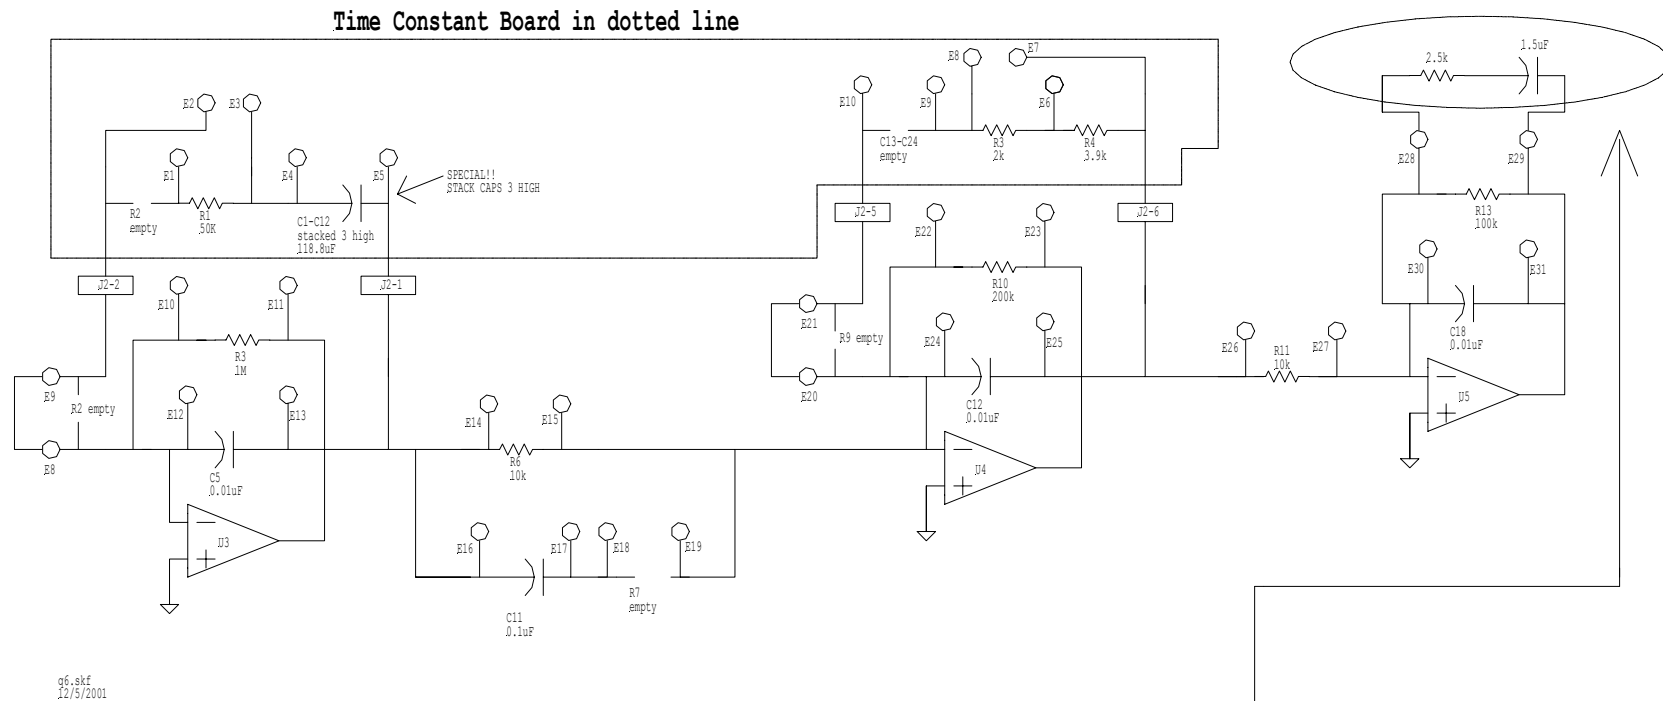 Time Constant Board in dotted line
E2
E3
E1
E4
E5
SPECIAL!!
STACK CAPS 3 HIGH
R2
empty
R1
50K
C1-C12
stacked 3 high
118.8uF
J2-2
J2-1
E10
E11
R3
1M
E9
R2 empty
E8
E12
E13
C5
0.01uF
U3
E14
E15
R6
10k
E16
E17
E18
E19
C11
0.1uF
R7
empty
E10
E9
E8
E7
E6
C13-C24
empty
R3
2k
R4
3.9k
J2-5
J2-6
E22
E23
R10
200k
E21
R9 empty
E20
E24
E25
C12
0.01uF
U4
E26
R11
10k
E27
2.5k
1.5uF
E28
E29
R13
100k
E30
E31
C18
0.01uF
U5
q6.skf
12/5/2001